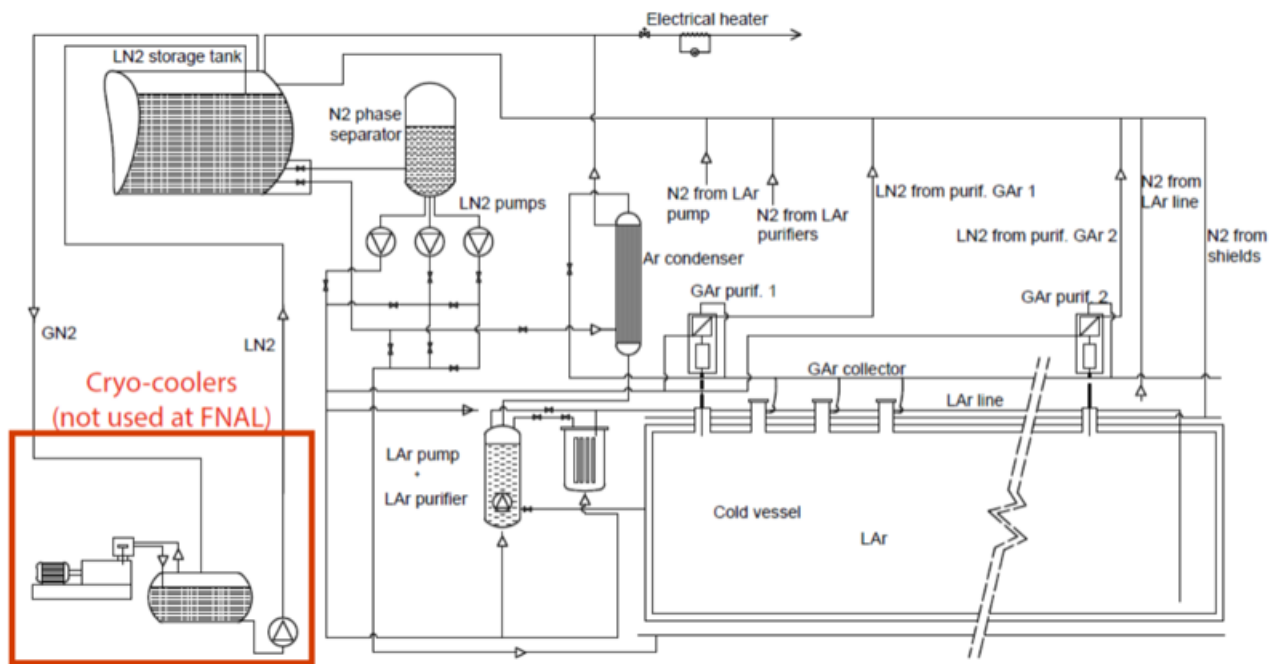 Electrical heater
LN2 storage tank
N2 phase
separator
LN2 pumps
N2 from LAr
pump
N2 from LAr
purifiers
LN2 from purif. GAr 1
N2 from
LAr line
LN2 from purif. GAr 2
N2 from
shields
Ar condenser
GAr purif. 1
GAr purif. 2
GN2
LN2
Cryo-coolers
(not used at FNAL)
GAr collector
LAr line
LAr pump
+
LAr purifier
Cold vessel
LAr